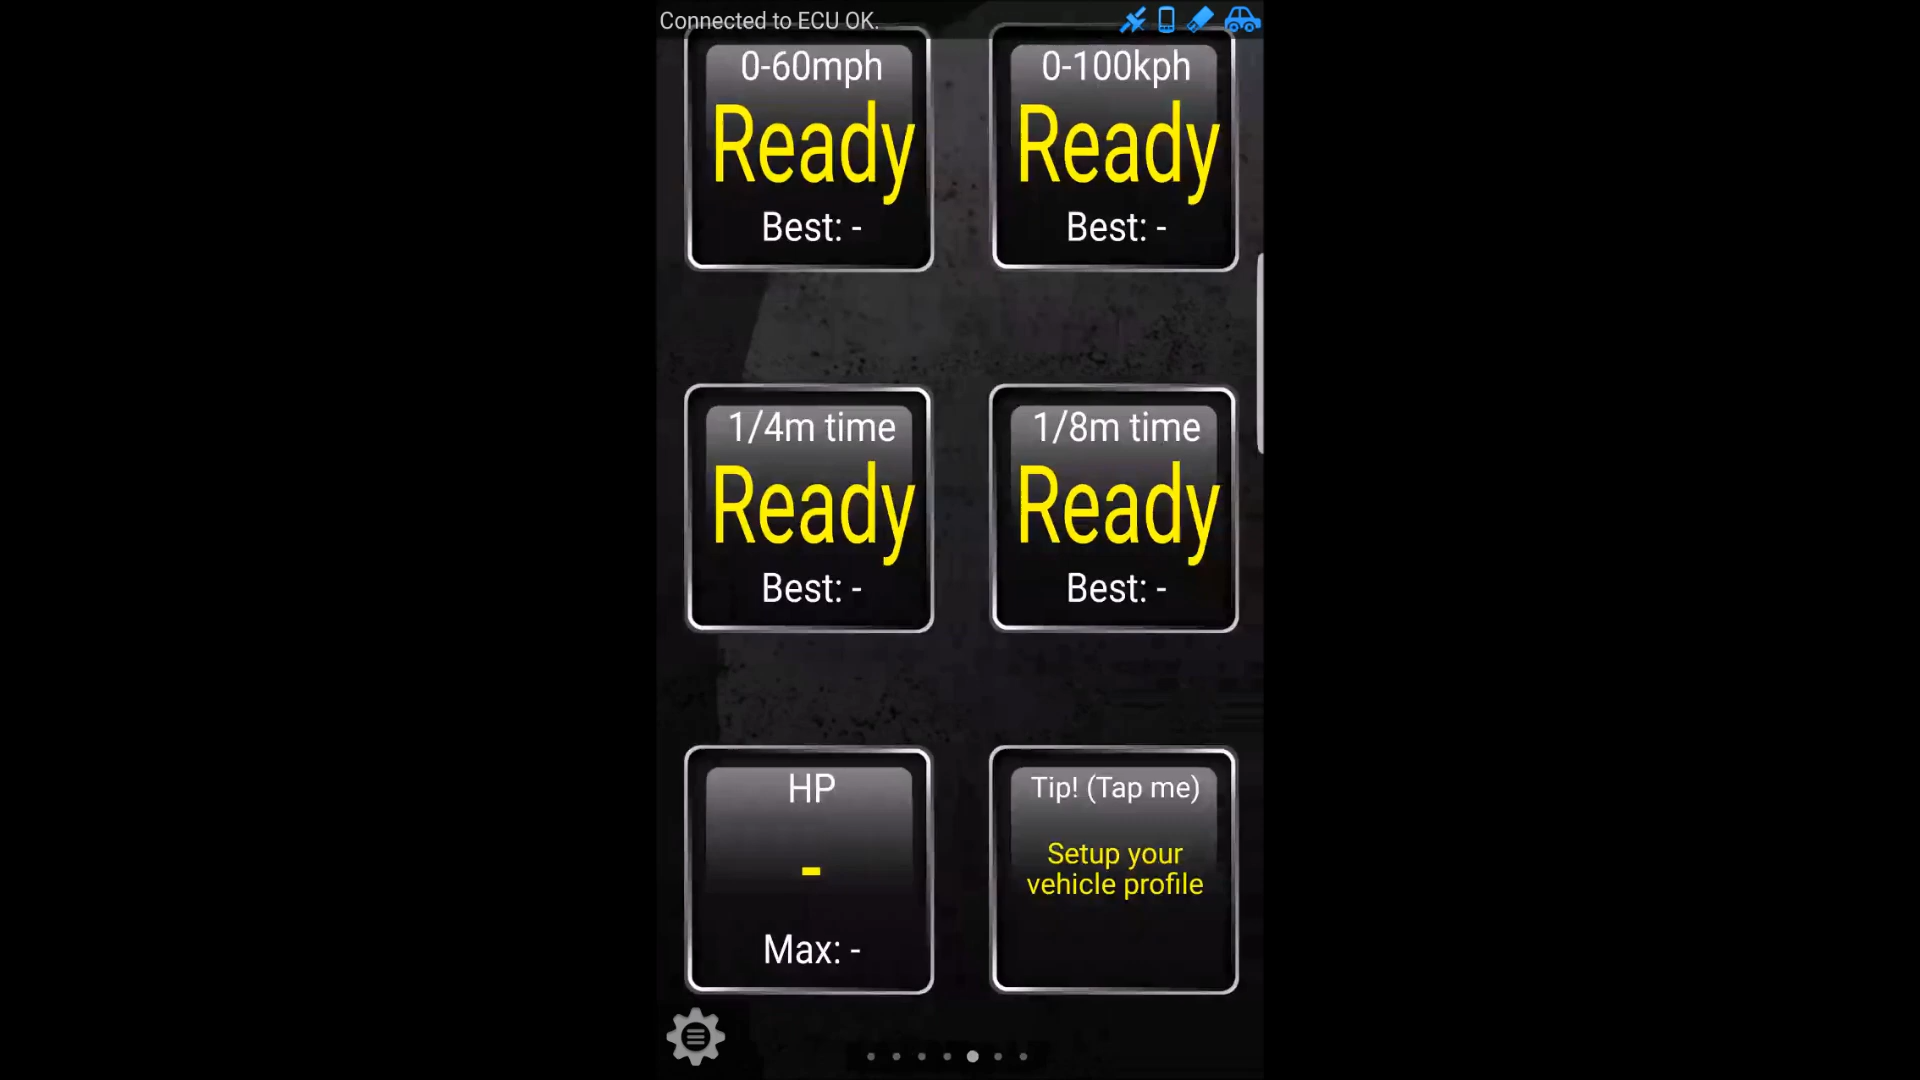 Connected to ECU OK.
0-60mph
Ready
Best: -
0-100kph
Ready
Best: -
1/4m time
Ready
Best: -
1/8m time
Ready
Best: -
HP
-
Max: -
Tip! (Tap me)
Setup your
vehicle profile